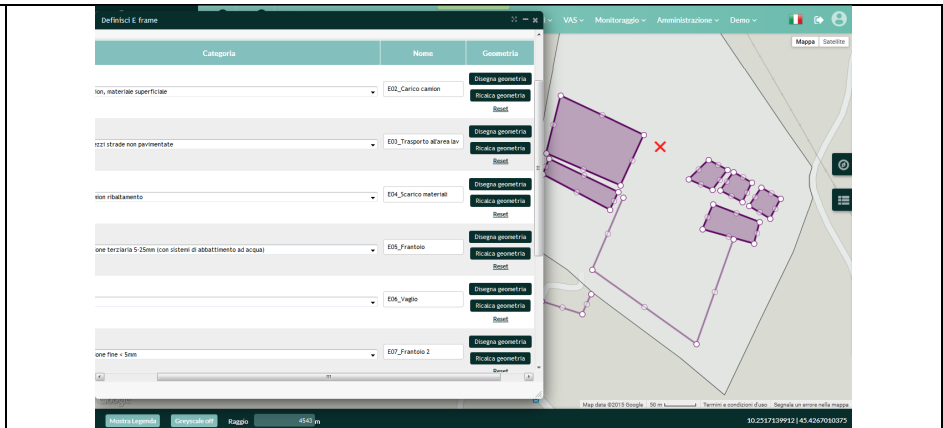 Definisci E frame
VAS Monitoraggio Amministrazione Demo
Categoria Nome Geometria
Mappa Satellite
ion, materiale superficiale E02_Carico camion Disegna geometria
Ricalca geometria
Reset
ezzi strade non pavimentate E03_Trasporto all'area lav Disegna geometria
Ricalca geometria
Reset
mion ribaltamento E04_Scarico materiali Disegna geometria
Ricalca geometria
Reset
one terziaria 5-25mm (con sistemi di abbattimento ad acqua) E05_Frantoio Disegna geometria
Ricalca geometria
Reset
E06_Vaglio Disegna geometria
Ricalca geometria
Reset
one fine < 5mm E07_Frantoio 2 Disegna geometria
Ricalca geometria
Reset
Map data ©2015 Google 50 m Termini e condizioni d'uso Segnala un errore nella mappa
Mostra Legenda Greyscale off Raggio 4543 m 10.2517139912 | 45.4267010375